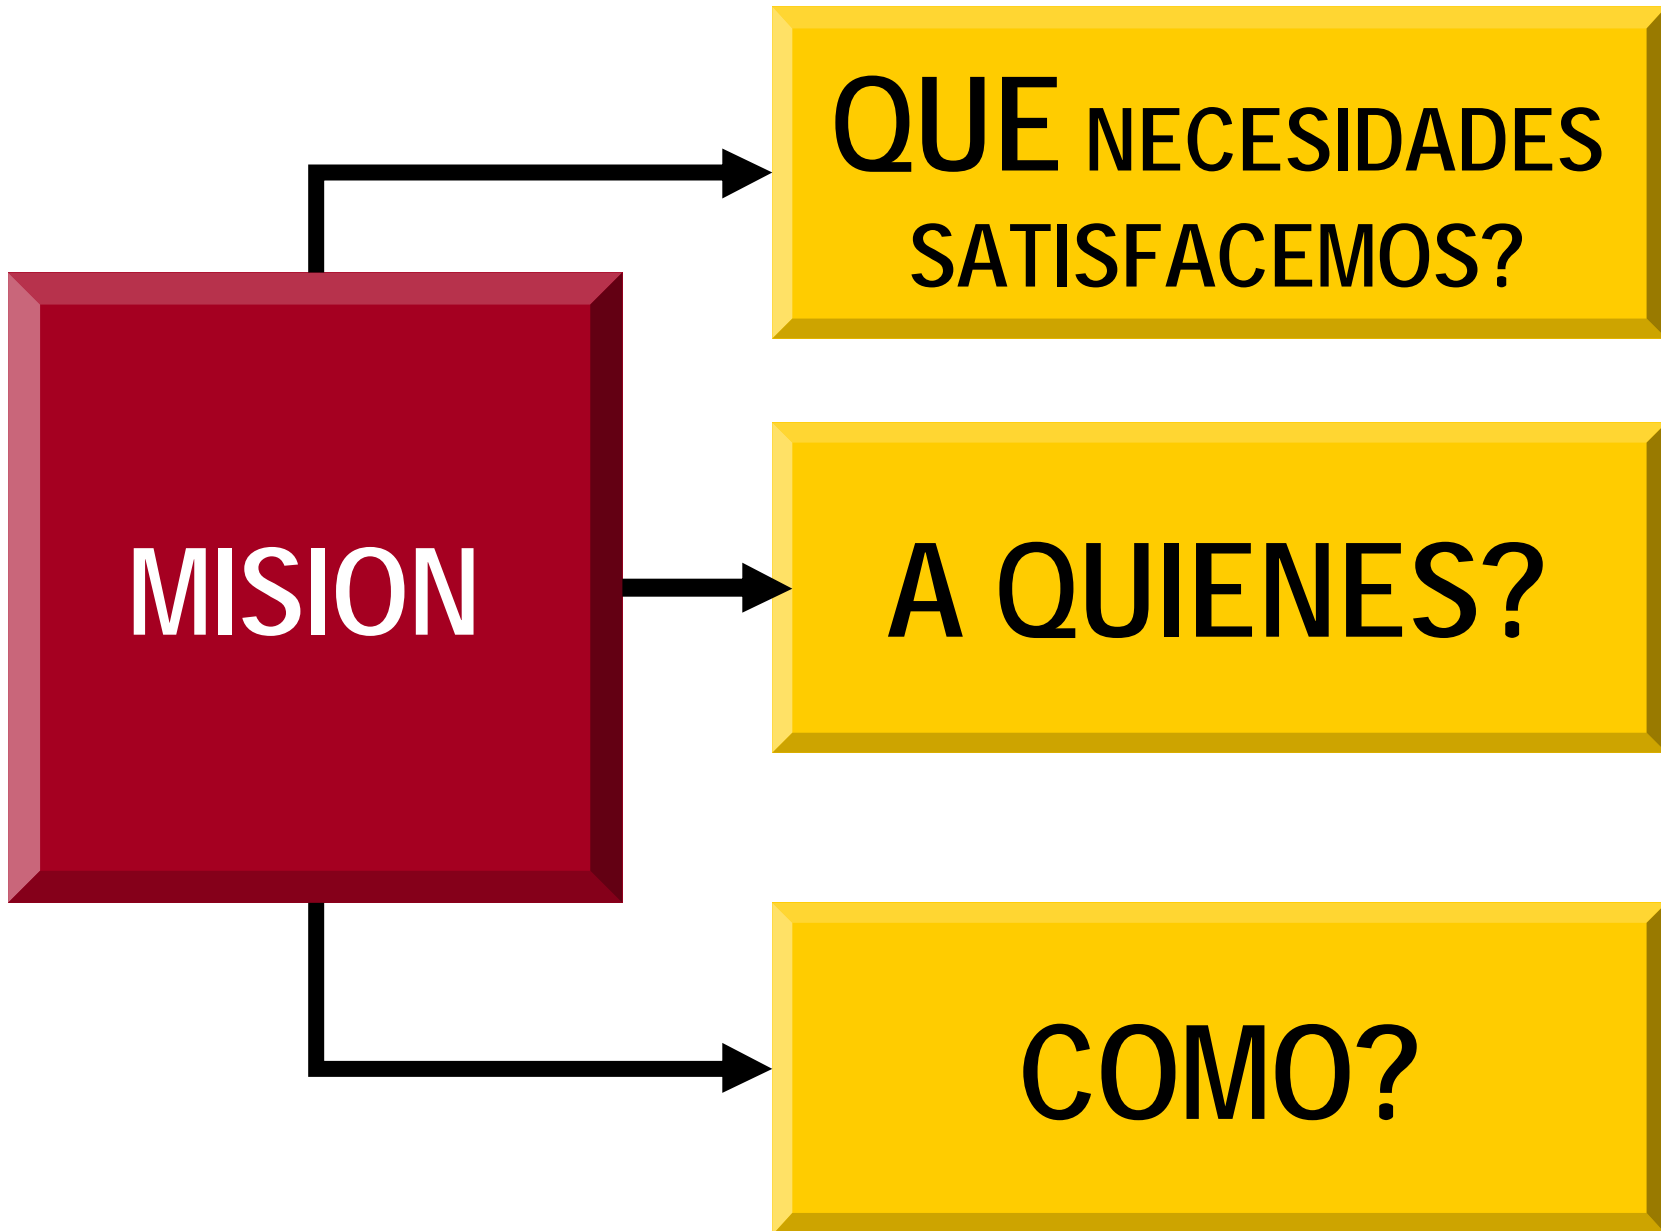 QUE NECESIDADES
SATISFACEMOS?
MISION
A QUIENES?
COMO?